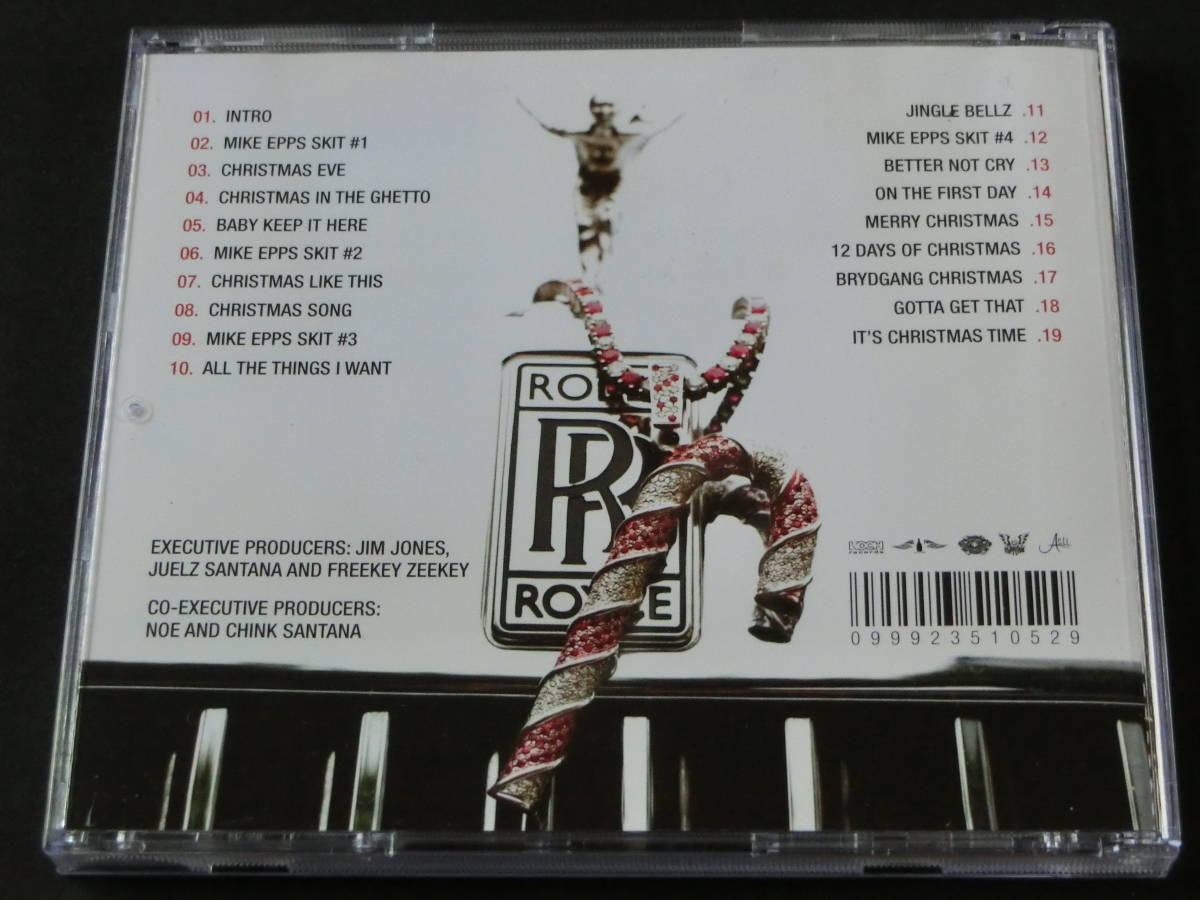 01. INTRO
02. MIKE EPPS SKIT #1
03. CHRISTMAS EVE
04. CHRISTMAS IN THE GHETTO
05. BABY KEEP IT HERE
06. MIKE EPPS SKIT #2
07. CHRISTMAS LIKE THIS
08. CHRISTMAS SONG
09. MIKE EPPS SKIT #3
10. ALL THE THINGS I WANT
JINGLE BELLZ .11
MIKE EPPS SKIT #4 .12
BETTER NOT CRY .13
ON THE FIRST DAY .14
MERRY CHRISTMAS .15
12 DAYS OF CHRISTMAS .16
BRYDGANG CHRISTMAS .17
GOTTA GET THAT .18
IT'S CHRISTMAS TIME .19
RR
EXECUTIVE PRODUCERS: JIM JONES,
JUELZ SANTANA AND FREEKEY ZEEKEY
CO-EXECUTIVE PRODUCERS:
NOE AND CHINK SANTANA
KOCH
099923510529